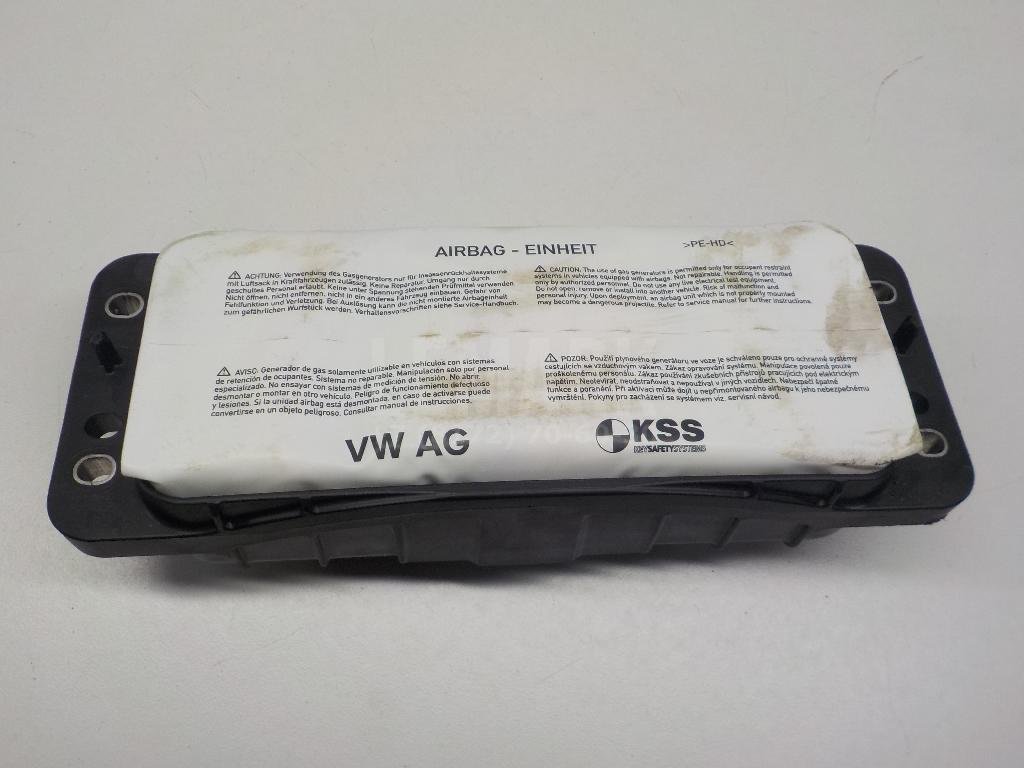 AIRBAG - EINHEIT
>PE-HD<
⚠ ACHTUNG: Verwendung des Gasgenerators nur für Insassenrückhaltesysteme
mit Luftsack in Kraftfahrzeugen zulässig. Keine Reparatur. Umgang nur durch
geschultes Personal erlaubt. Keine unter Spannung stehenden Prüfmittel verwenden
Nicht öffnen, nicht entfernen, nicht in ein anderes Fahrzeug einbauen. Gefahr von
Fehlfunktion und Verletzung. Bei Auslösung kann die nicht montierte Airbageinheit
zum gefährlichen Wurfstück werden. Verhaltensvorschriften siehe Service-Handbuch.
⚠ CAUTION: The use of gas generators is permitted only for occupant restraint
systems in vehicles equipped with airbags. Not repairable. Handling is permitted
only by authorized personnel. Do not use any live electrical test equipment.
Do not open, remove or install into another vehicle. Risk of malfunction and
personal injury. Upon deployment, an airbag unit which is not properly mounted
may become a dangerous projectile. Refer to service manual for further instructions.
⚠ AVISO: Generador de gas solamente utilizable en vehículos con sistemas
de retención de ocupantes. Sistema no reparable. Manipulación solo por personal
especializado. No ensayar con sistemas de medición de tensión. No abrir
desmontar o montar en otro vehículo. Peligro de funcionamiento defectuoso
y lesiones. Si la unidad airbag está desmontada, en caso de activarse puede
convertirse en un objeto peligroso. Consultar manual de instrucciones.
⚠ POZOR: Použití plynového generátoru ve voze je schváleno pouze pro ochranné systémy
cestujících se vzduchovým vakem. Zákaz opravování systému. Manipulace povolená pouze
proškolenému personálu. Zákaz používání zkušebních přístrojů pracujících pod elektrickým
napětím. Neotevírat, neodstraňovat a nepoužívat v jiných vozidlech. Nebezpečí špatné
funkce a poranění. Při aktivaci může dojít u nepřimontovaného airbagu k jeho nebezpečnému
vymrštění. Pokyny pro zacházení se systémem viz. servisní návod.
VW AG
KSS
KEYSAFETYSYSTEMS